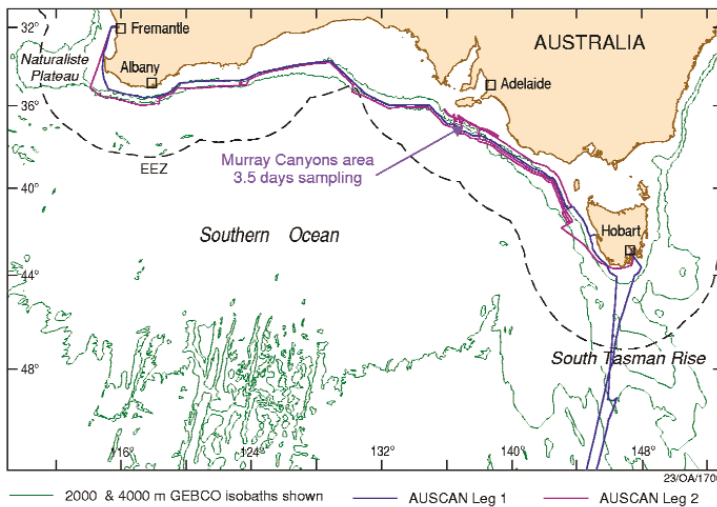 32°
Fremantle
Naturaliste
Plateau
Albany
AUSTRALIA
Adelaide
36°
EEZ
Murray Canyons area
3.5 days sampling
40°
Southern Ocean
Hobart
44°
South Tasman Rise
48°
116°
124°
132°
140°
148°
23/OA/170
2000 & 4000 m GEBCO isobaths shown
AUSCAN Leg 1
AUSCAN Leg 2